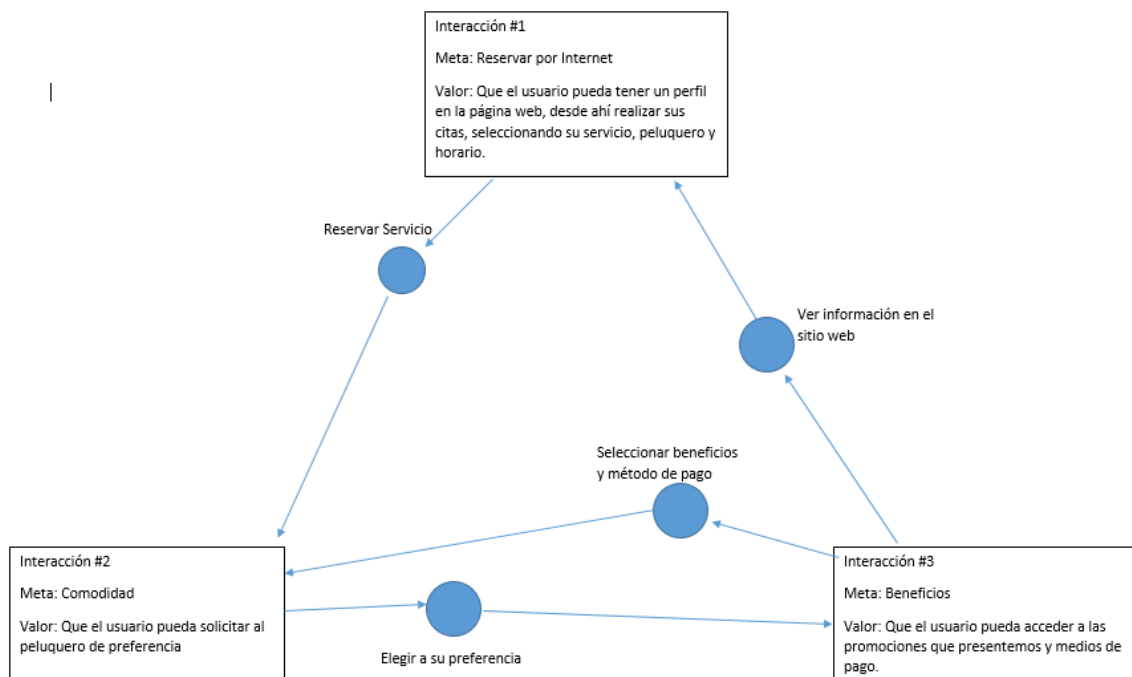 Interacción #1
Meta: Reservar por Internet
Valor: Que el usuario pueda tener un perfil
en la página web, desde ahí realizar sus
citas, seleccionando su servicio, peluquero y
horario.
Reservar Servicio
Ver información en el
sitio web
Seleccionar beneficios
y método de pago
Interacción #2
Meta: Comodidad
Valor: Que el usuario pueda solicitar al
peluquero de preferencia
Elegir a su preferencia
Interacción #3
Meta: Beneficios
Valor: Que el usuario pueda acceder a las
promociones que presentemos y medios de
pago.